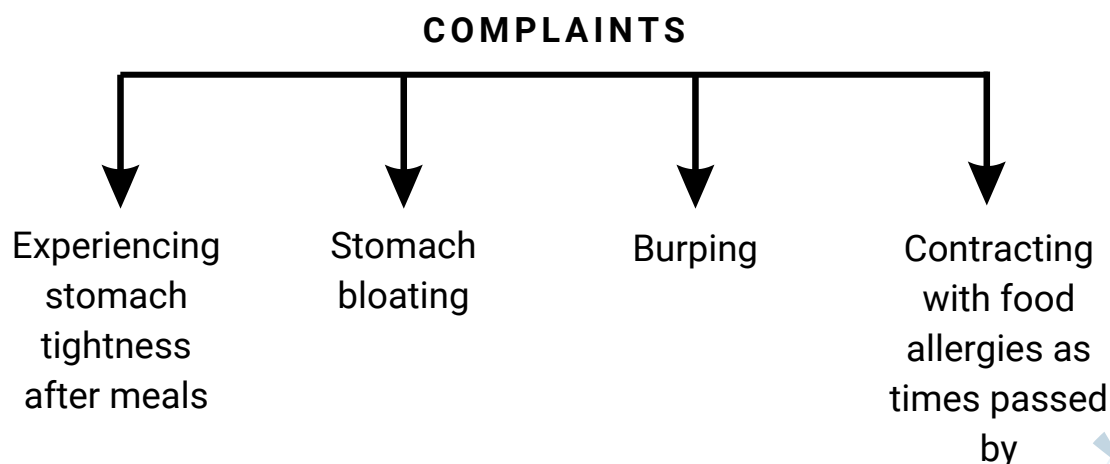 COMPLAINTS
Experiencing
stomach
tightness
after meals
Stomach
bloating
Burping
Contracting
with food
allergies as
times passed
by